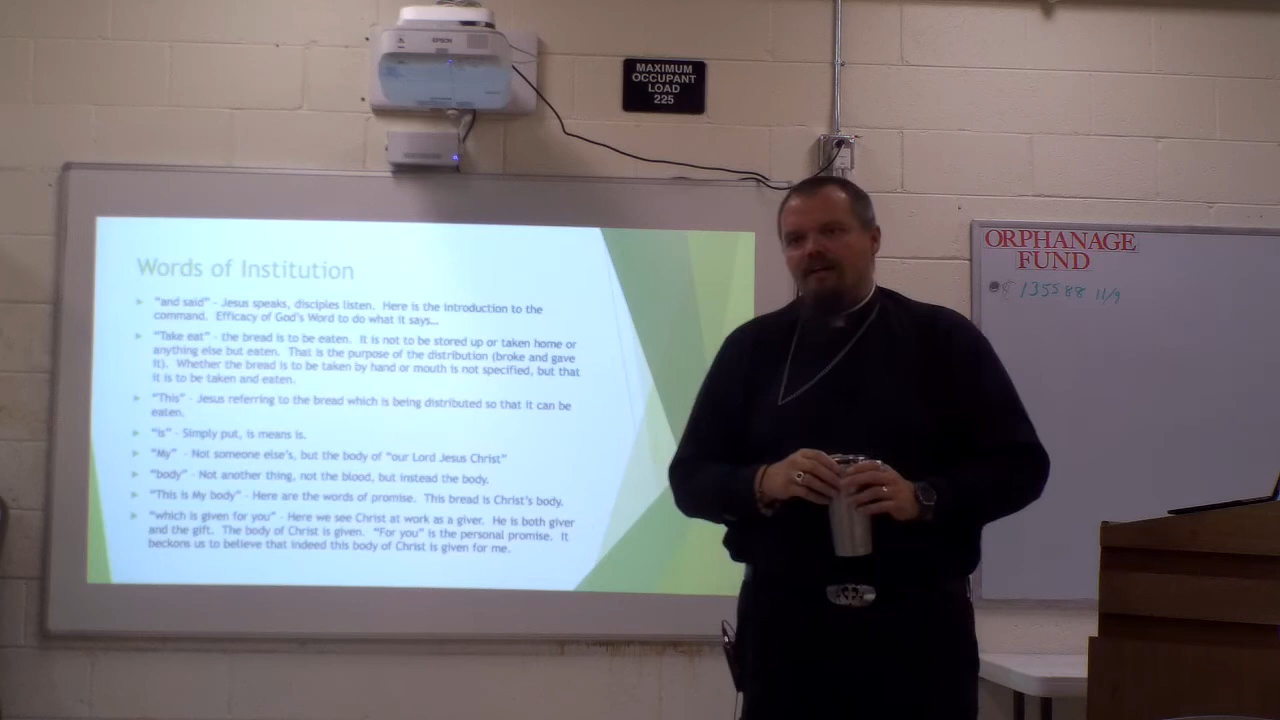 EPSON
MAXIMUM
OCCUPANT
LOAD
225
ORPHANAGE
FUND
$ 135588 11/9
Words of Institution
"and said" - Jesus speaks, disciples listen. Here is the introduction to the
command. Efficacy of God's Word to do what it says...
"Take eat" - the bread is to be eaten. It is not to be stored up or taken home or
anything else but eaten. That is the purpose of the distribution (broke and gave
it). Whether the bread is to be taken by hand or mouth is not specified, but that
it is to be taken and eaten.
"This" - Jesus referring to the bread which is being distributed so that it can be
eaten.
"is" - Simply put, is means is.
"My" - Not someone else's, but the body of "our Lord Jesus Christ"
"body" - Not another thing, not the blood, but instead the body.
"This is My body" - Here are the words of promise. This bread is Christ's body.
"which is given for you" - Here we see Christ at work as a giver. He is both giver
and the gift. The body of Christ is given. "For you" is the personal promise. It
beckons us to believe that indeed this body of Christ is given for me.